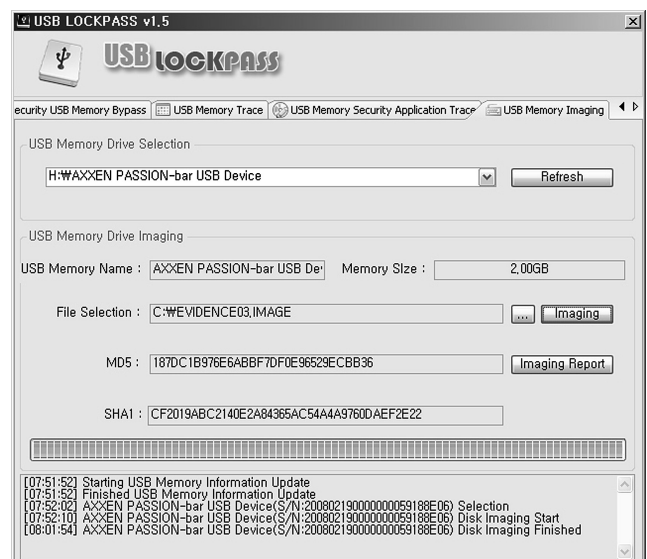 USB LOCKPASS v1.5
USB LOCKPASS
ecurity USB Memory Bypass USB Memory Trace USB Memory Security Application Trace USB Memory Imaging
USB Memory Drive Selection
H:₩AXXEN PASSION-bar USB Device Refresh
USB Memory Drive Imaging
USB Memory Name : AXXEN PASSION-bar USB De Memory SIze : 2,00GB
File Selection : C:₩EVIDENCE03,IMAGE ... Imaging
MD5 : 187DC1B976E6ABBF7DF0E96529ECBB36 Imaging Report
SHA1 : CF2019ABC2140E2A84365AC54A4A9760DAEF2E22
[07:51:52] Starting USB Memory Information Update
[07:51:52] Finished USB Memory Information Update
[07:52:02] AXXEN PASSION-bar USB Device(S/N:20080219000000059188E06) Selection
[07:52:10] AXXEN PASSION-bar USB Device(S/N:20080219000000059188E06) Disk Imaging Start
[08:01:54] AXXEN PASSION-bar USB Device(S/N:20080219000000059188E06) Disk Imaging Finished